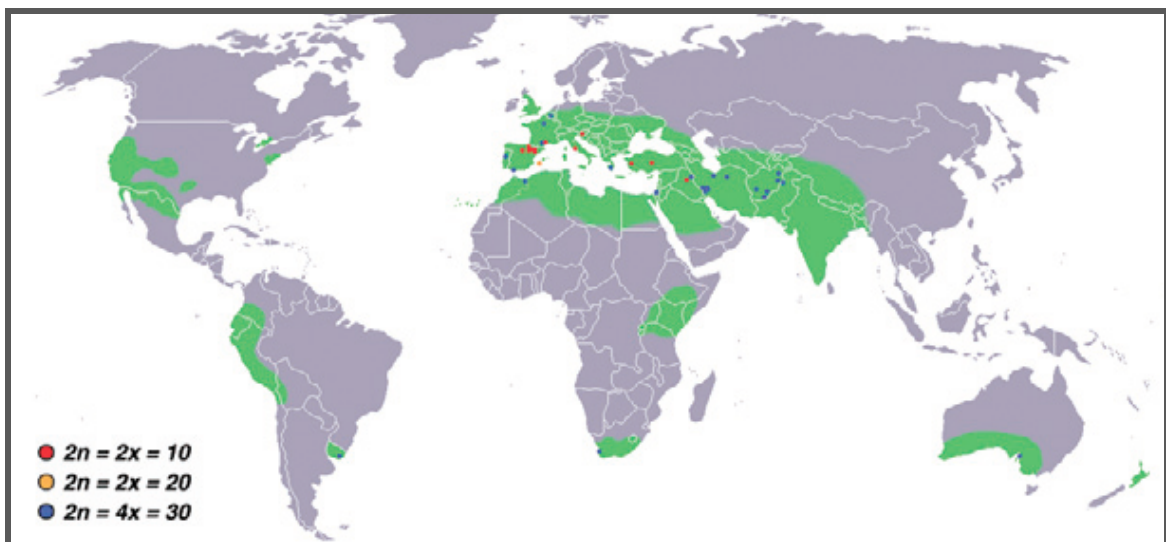 2n = 2x = 10
2n = 2x = 20
2n = 4x = 30